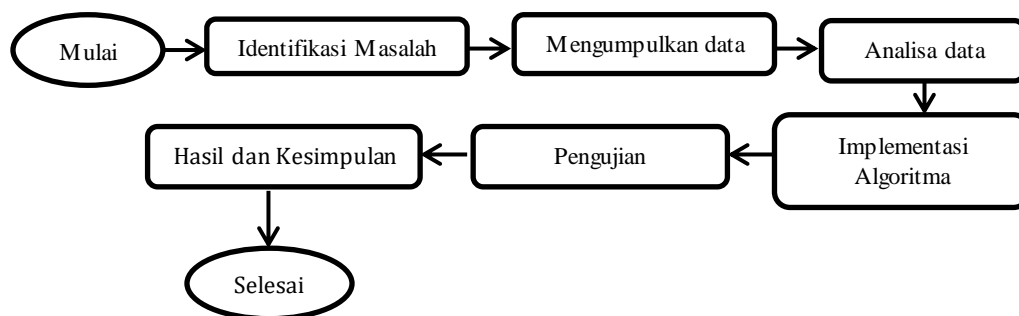 Mulai
Identifikasi Masalah
Mengumpulkan data
Analisa data
Implementasi
Algoritma
Pengujian
Hasil dan Kesimpulan
Selesai